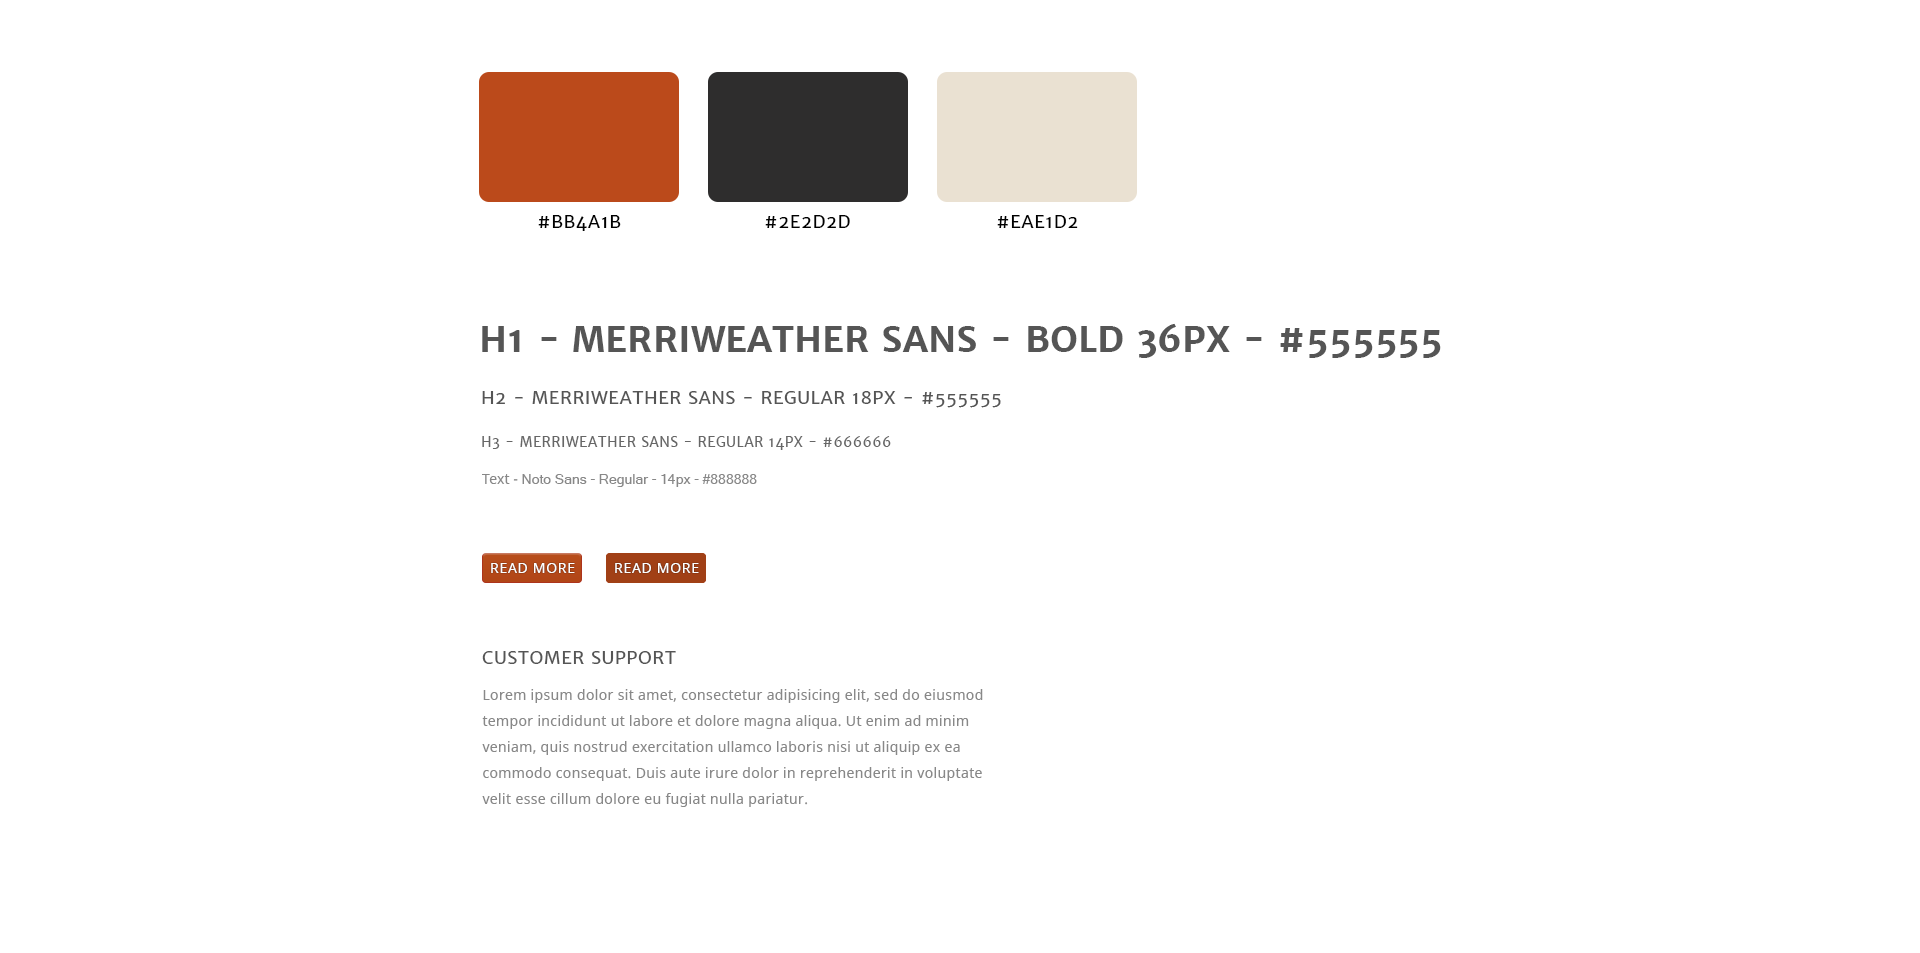 #BB4A1B #2E2D2D #EAE1D2
H1 - MERRIWEATHER SANS - BOLD 36PX - #555555
H2 - MERRIWEATHER SANS - REGULAR 18PX - #555555
H3 - MERRIWEATHER SANS - REGULAR 14PX - #666666
Text - Noto Sans - Regular - 14px - #888888
READ MORE READ MORE
CUSTOMER SUPPORT
Lorem ipsum dolor sit amet, consectetur adipisicing elit, sed do eiusmod
tempor incididunt ut labore et dolore magna aliqua. Ut enim ad minim
veniam, quis nostrud exercitation ullamco laboris nisi ut aliquip ex ea
commodo consequat. Duis aute irure dolor in reprehenderit in voluptate
velit esse cillum dolore eu fugiat nulla pariatur.